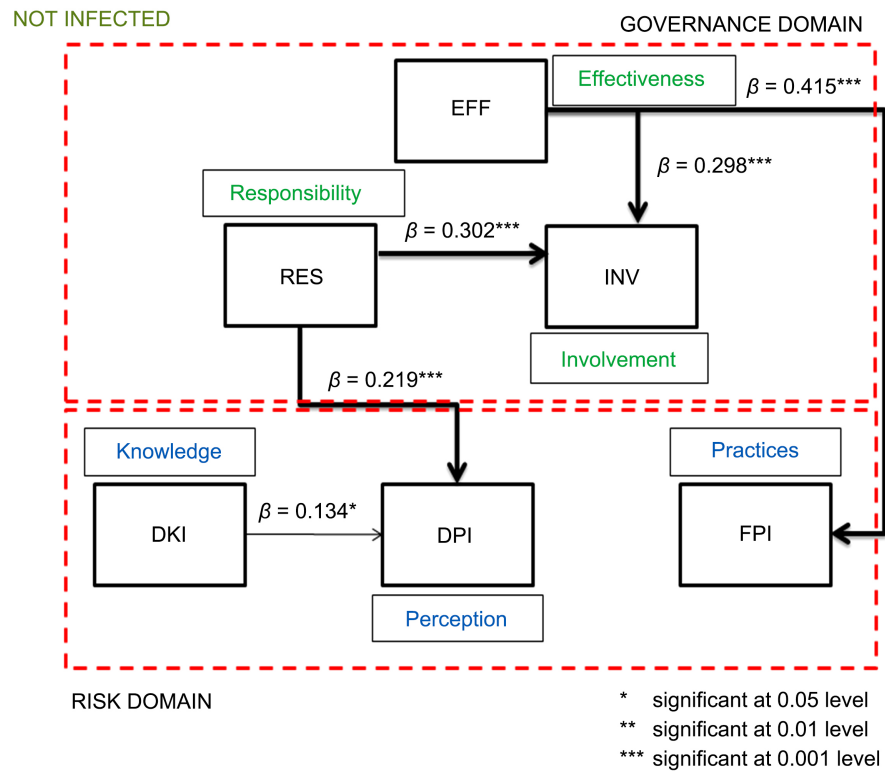 NOT INFECTED
GOVERNANCE DOMAIN
Effectiveness
β = 0.415***
EFF
β = 0.298***
Responsibility
β = 0.302***
RES
INV
Involvement
β = 0.219***
Knowledge
Practices
β = 0.134*
DKI
DPI
FPI
Perception
RISK DOMAIN
* significant at 0.05 level
** significant at 0.01 level
*** significant at 0.001 level